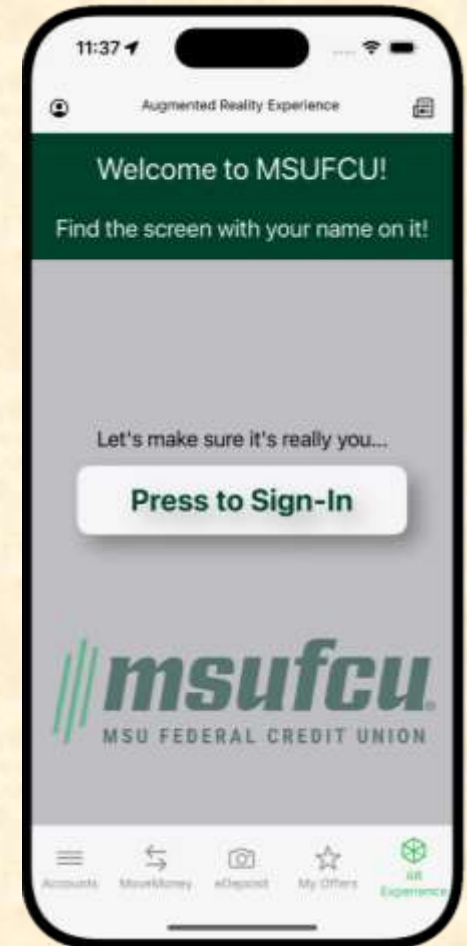 11:37
Augmented Reality Experience
Welcome to MSUFCU!
Find the screen with your name on it!
Let's make sure it's really you...
Press to Sign-In
msufcu
MSU FEDERAL CREDIT UNION
Accounts MoveMoney eDeposit My Offers AR
Experience